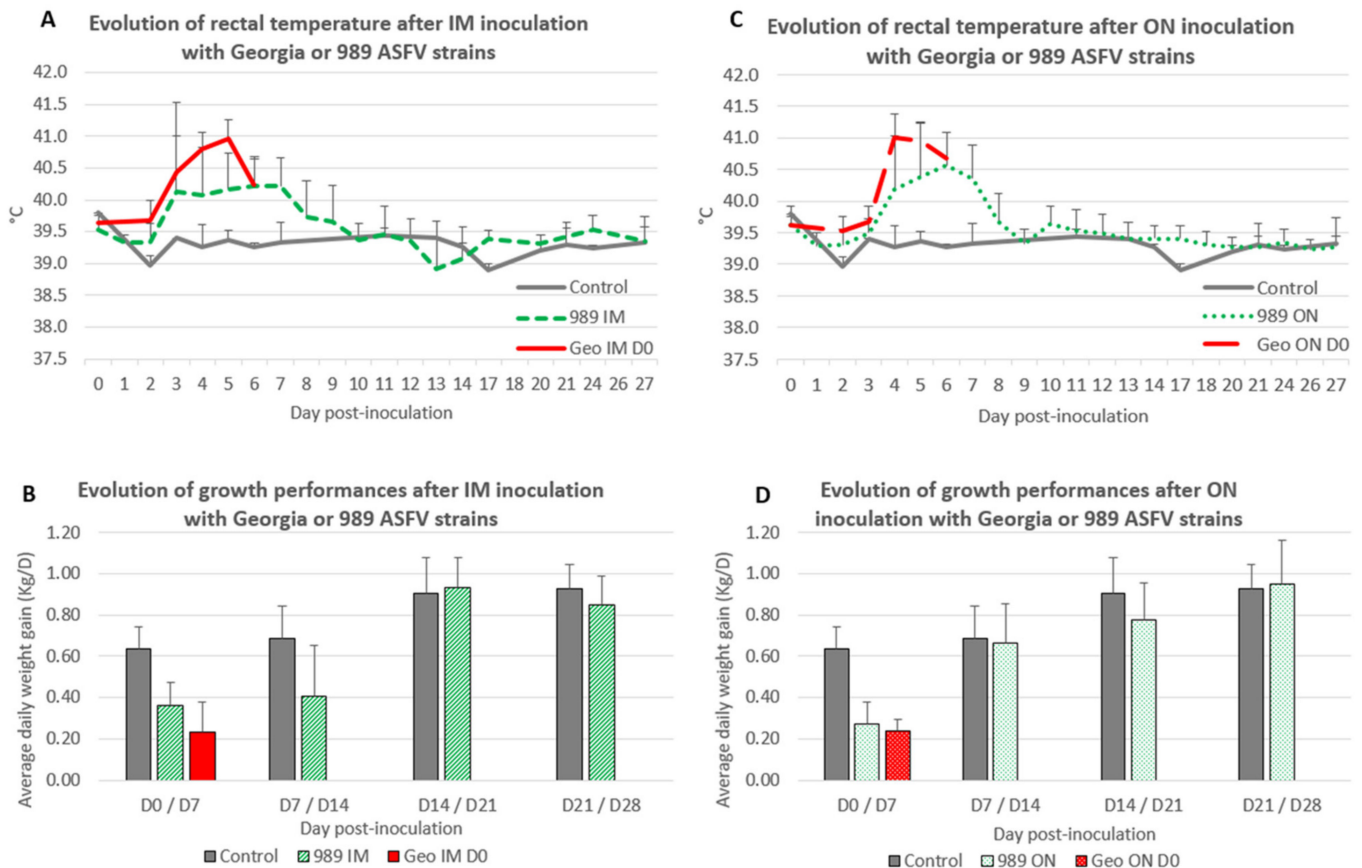 A Evolution of rectal temperature after IM inoculation
with Georgia or 989 ASFV strains
42.0
41.5
41.0
40.5
40.0
39.5
39.0
38.5
38.0
37.5
°C
0 1 2 3 4 5 6 7 8 9 10 11 12 13 14 17 18 20 21 24 26 27
Day post-inoculation
Control
989 IM
Geo IM D0
C Evolution of rectal temperature after ON inoculation
with Georgia or 989 ASFV strains
42.0
41.5
41.0
40.5
40.0
39.5
39.0
38.5
38.0
37.5
°C
0 1 2 3 4 5 6 7 8 9 10 11 12 13 14 17 18 20 21 24 26 27
Day post-inoculation
Control
989 ON
Geo ON D0
B Evolution of growth performances after IM inoculation
with Georgia or 989 ASFV strains
Average daily weight gain (Kg/D)
1.20
1.00
0.80
0.60
0.40
0.20
0.00
D0 / D7 D7 / D14 D14 / D21 D21 / D28
Day post-inoculation
Control 989 IM Geo IM D0
D Evolution of growth performances after ON
inoculation with Georgia or 989 ASFV strains
Average daily weight gain (Kg/D)
1.20
1.00
0.80
0.60
0.40
0.20
0.00
D0 / D7 D7 / D14 D14 / D21 D21 / D28
Day post-inoculation
Control 989 ON Geo ON D0